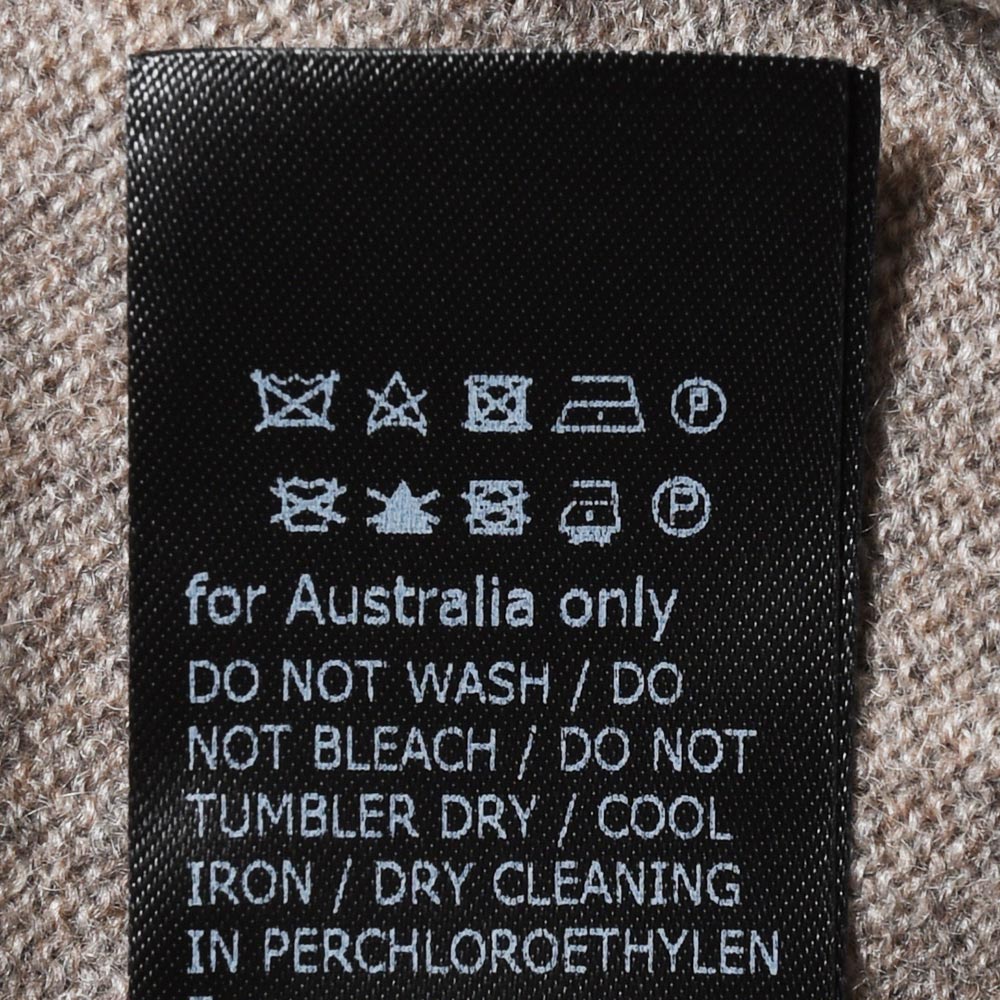 P
P
for Australia only
DO NOT WASH / DO
NOT BLEACH / DO NOT
TUMBLER DRY / COOL
IRON / DRY CLEANING
IN PERCHLOROETHYLEN